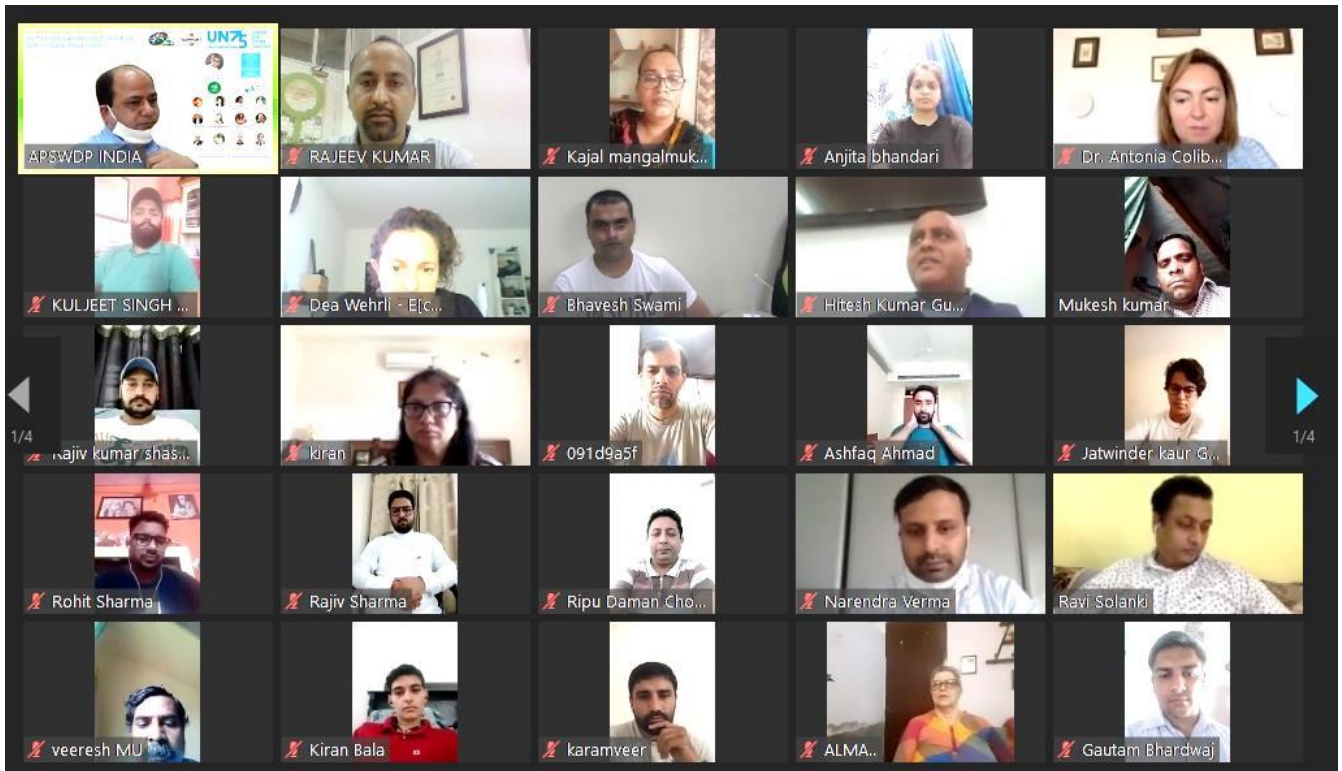 UN75
APSWDP INDIA
RAJEEV KUMAR
Kajal mangalmuk...
Anjita bhandari
Dr. Antonia Colib...
KULJEET SINGH ...
Dea Wehrli - E[c...
Bhavesh Swami
Hitesh Kumar Gu...
Mukesh kumar
1/4
Rajiv kumar shas...
kiran
091d9a5f
Ashfaq Ahmad
Jatwinder kaur G...
1/4
Rohit Sharma
Rajiv Sharma
Ripu Daman Cho...
Narendra Verma
Ravi Solanki
veeresh MU
Kiran Bala
karamveer
ALMA..
Gautam Bhardwaj